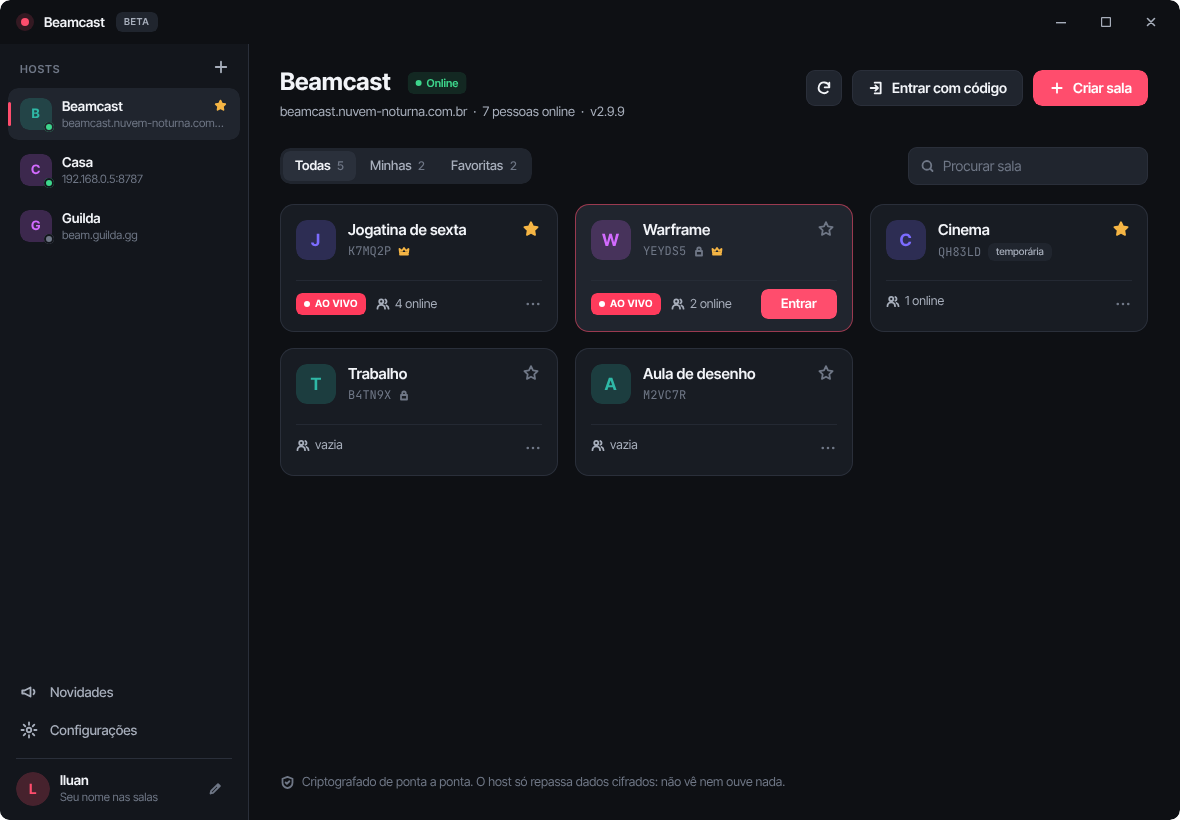 Beamcast BETA
HOSTS
B Beamcast
beamcast.nuvem-noturna.com...
C Casa
192.168.0.5:8787
G Guilda
beam.guilda.gg
Novidades
Configurações
L lluan
Seu nome nas salas
Beamcast Online
beamcast.nuvem-noturna.com.br · 7 pessoas online · v2.9.9
Entrar com código
Criar sala
Todas 5 Minhas 2 Favoritas 2
Procurar sala
J Jogatina de sexta
K7MQ2P
AO VIVO 4 online
W Warframe
YEYDS5
AO VIVO 2 online Entrar
C Cinema
QH83LD temporária
1 online
T Trabalho
B4TN9X
vazia
A Aula de desenho
M2VC7R
vazia
Criptografado de ponta a ponta. O host só repassa dados cifrados: não vê nem ouve nada.